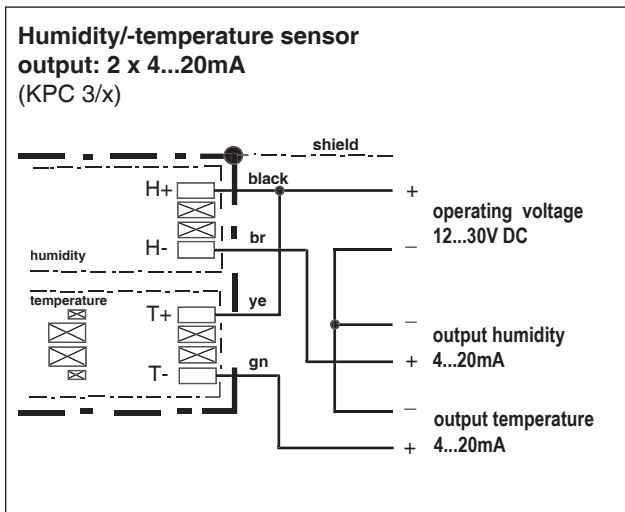 Humidity/-temperature sensor
output: 2 x 4...20mA
(KPC 3/x)
shield
black
H+
+
operating voltage
12...30V DC
H-
br
−
humidity
temperature
T+
ye
−
output humidity
4...20mA
+
T-
gn
−
output temperature
4...20mA
+